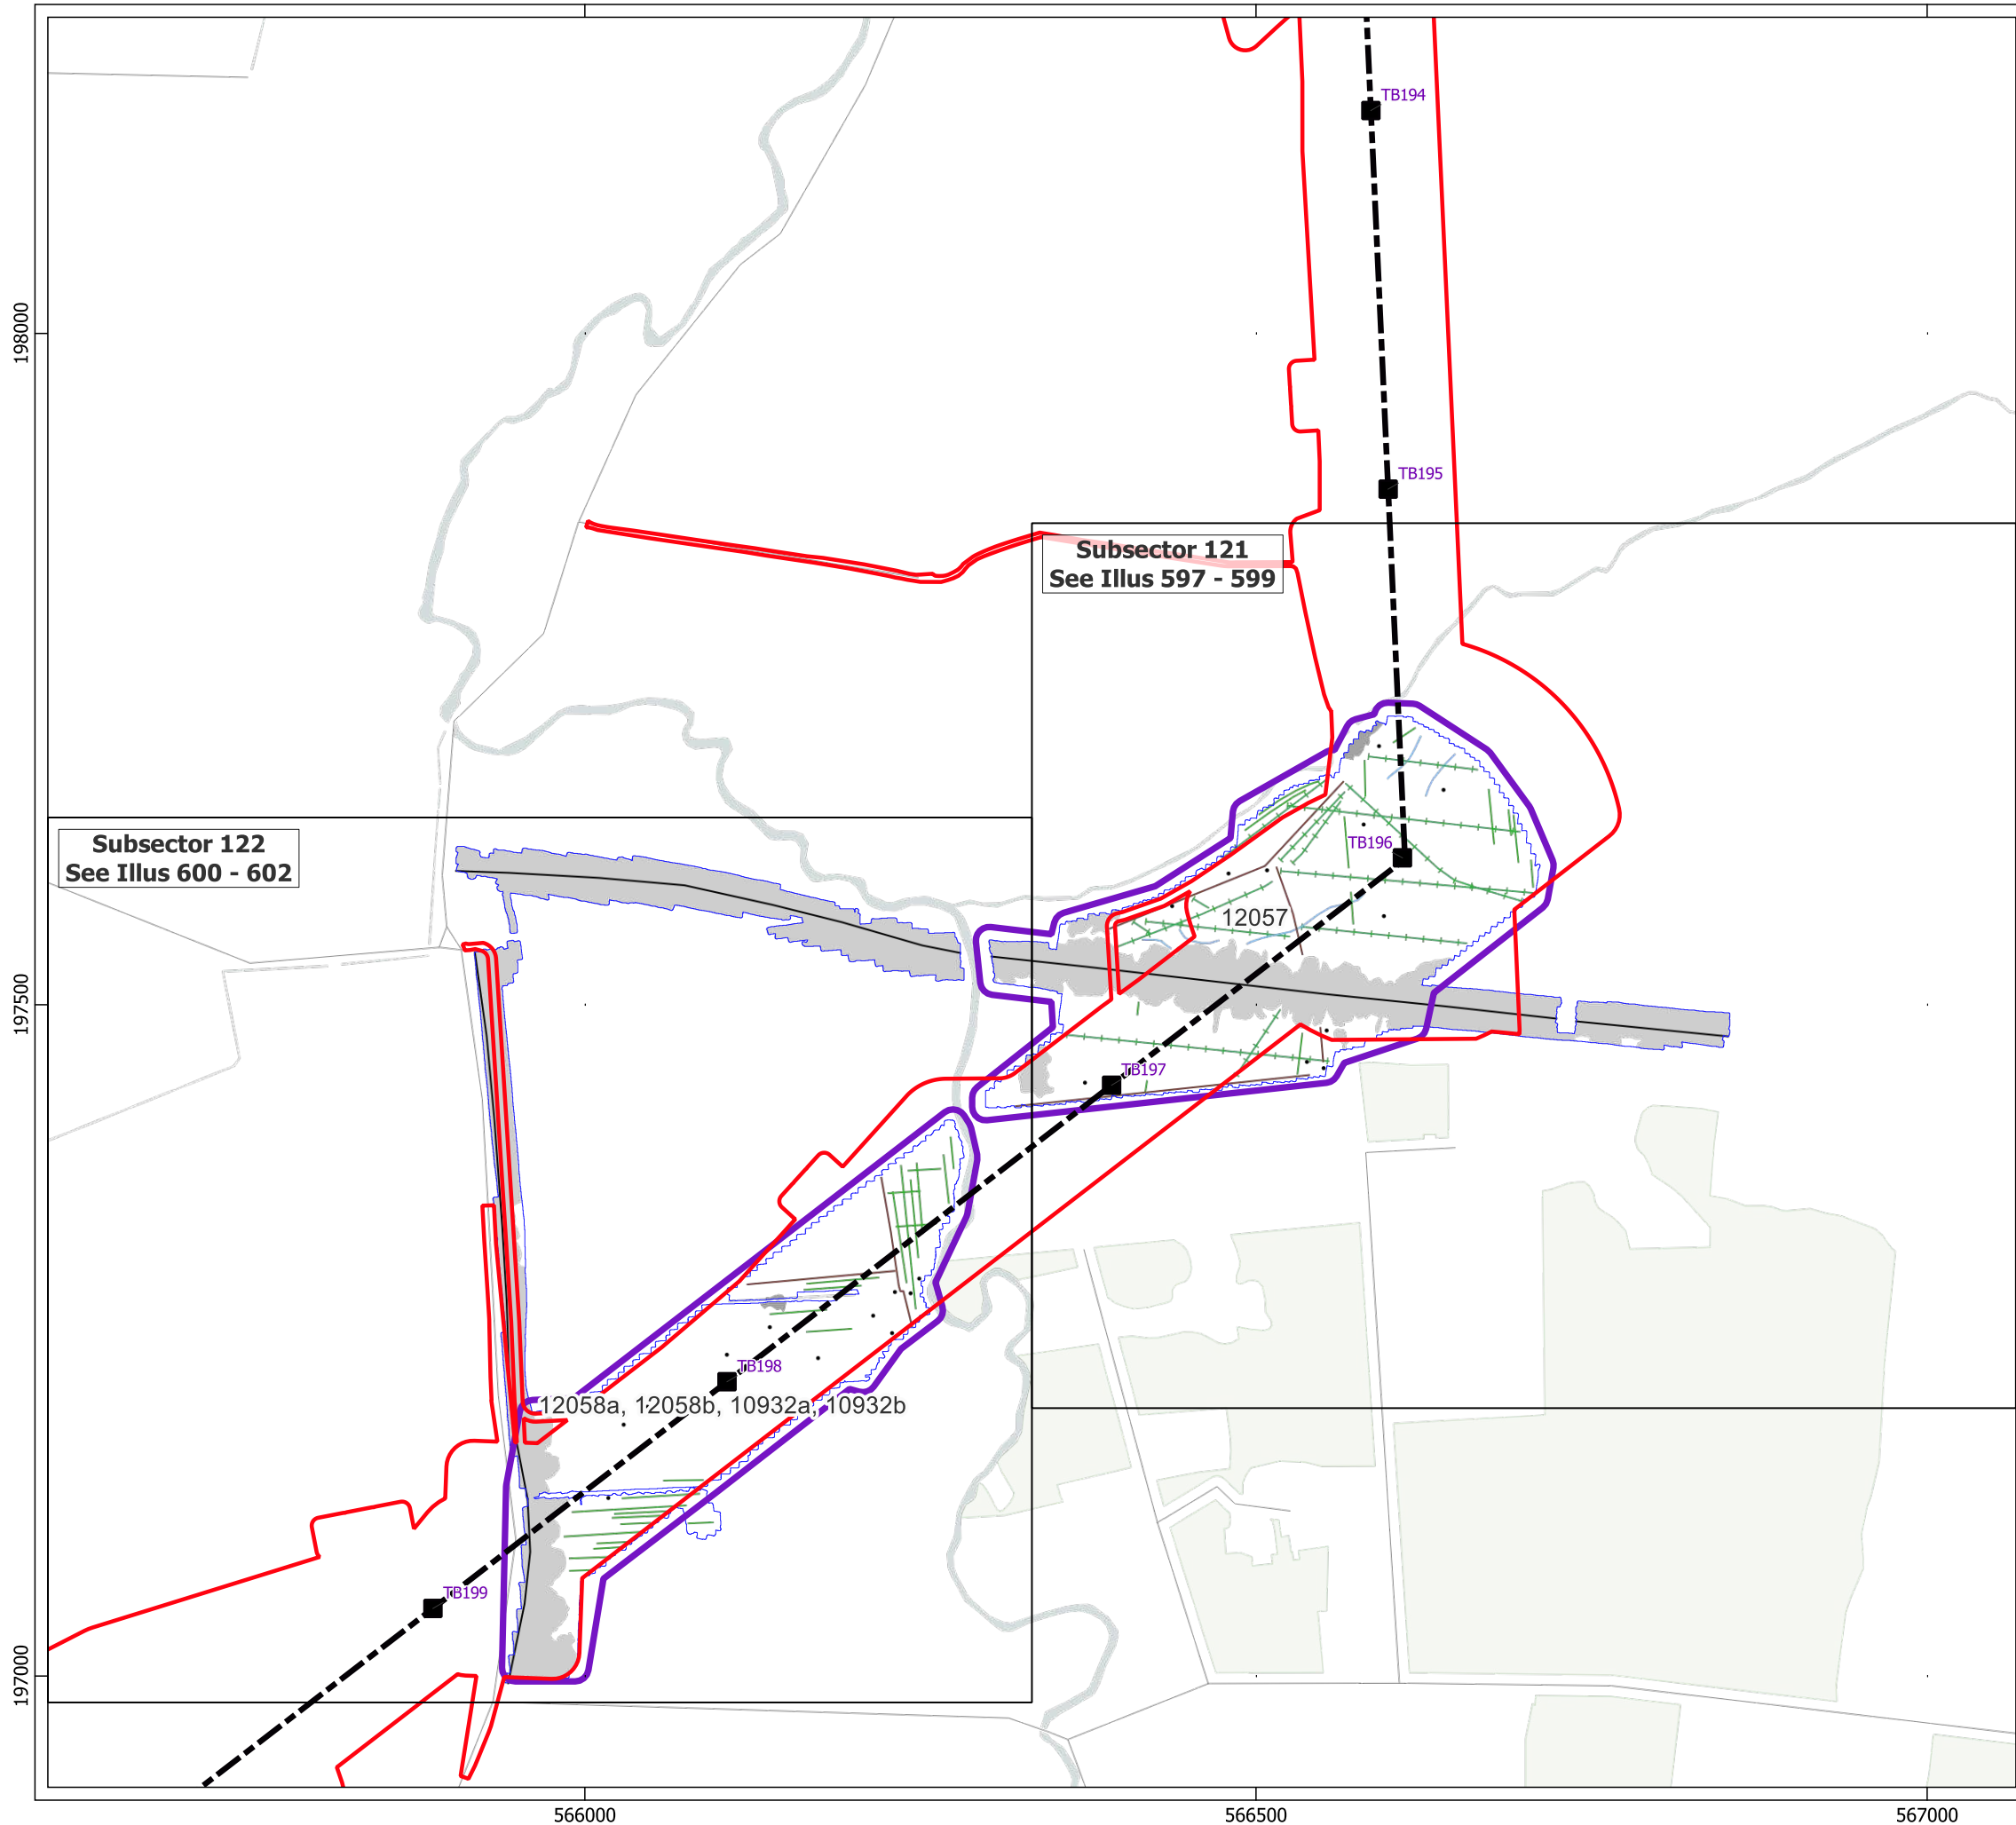 TB194
198000
TB195
Subsector 121
See Illus 597 - 599
Subsector 122
See Illus 600 - 602
TB196
12057
197500
TB197
TB198
12058a, 12058b, 10932a, 10932b
TB199
197000
566000
566500
567000